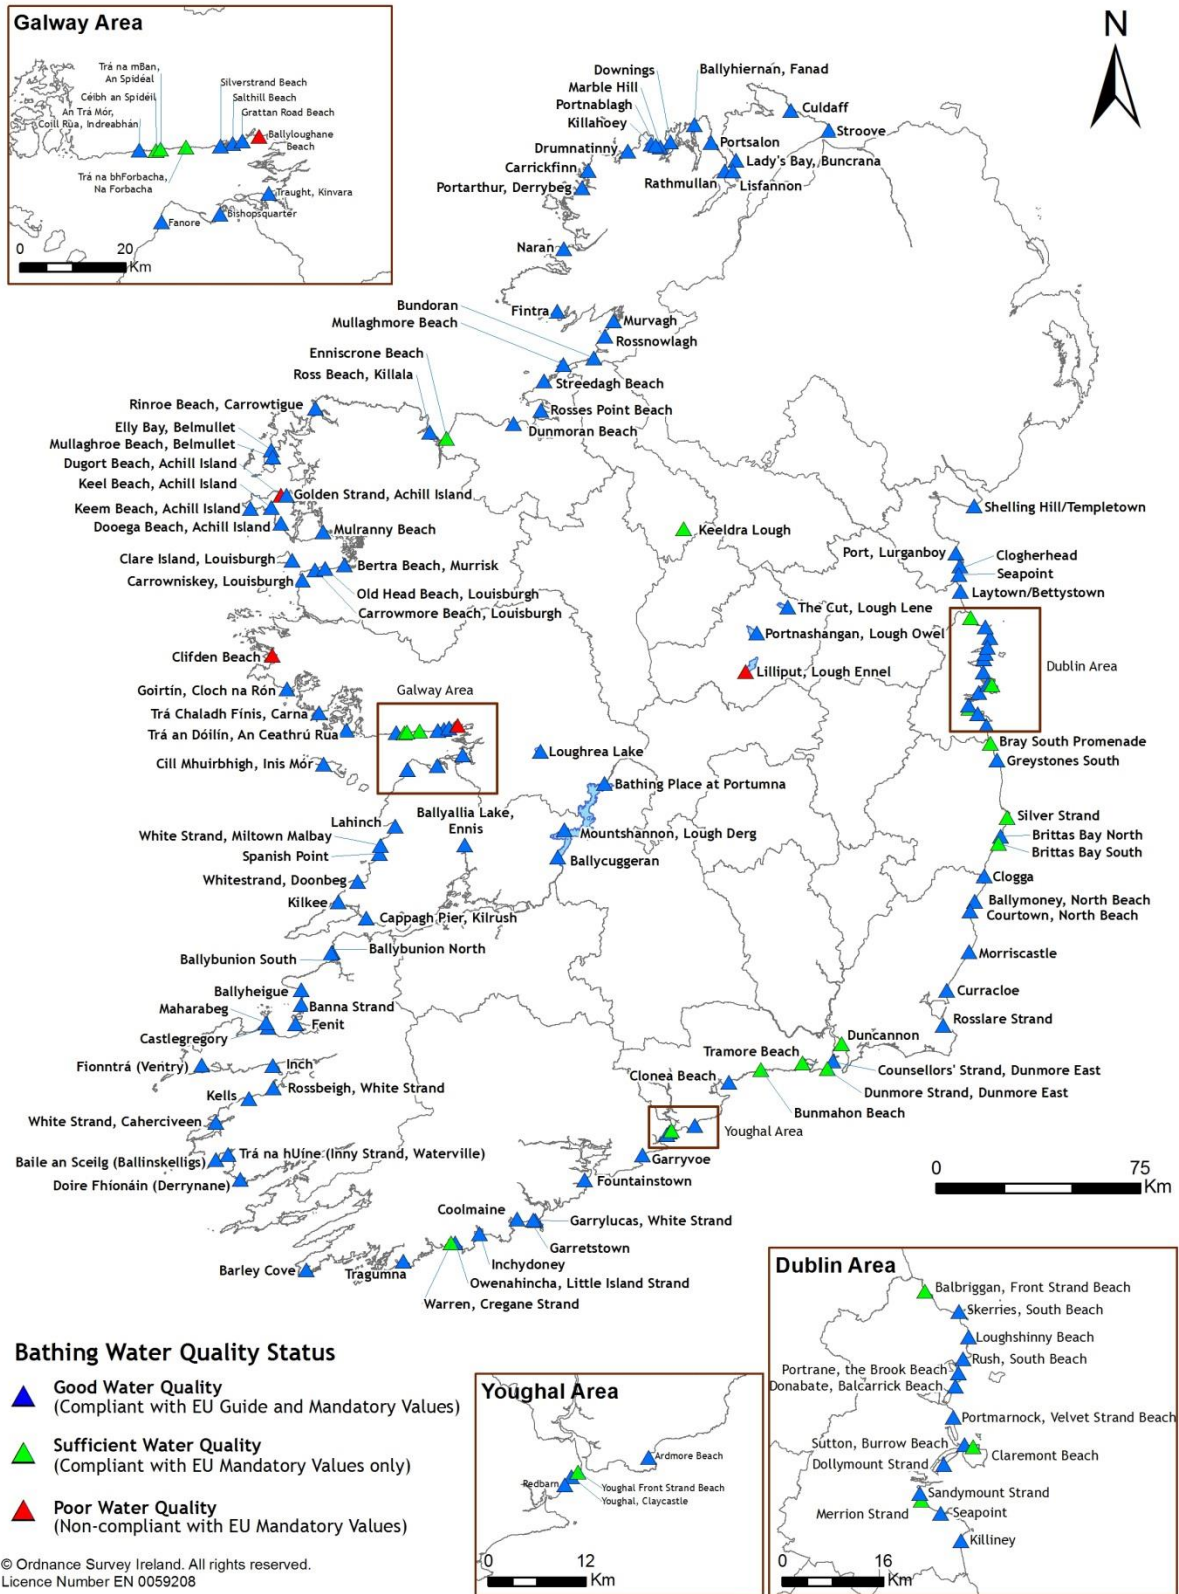 Galway Area
Trá na mBan,
An Spidéal
Céibh an Spidéil
An Trá Mór,
Coill Rua, Indreabhán
Silverstrand Beach
Salthill Beach
Grattan Road Beach
Ballyloughane
Beach
Trá na bhForbacha,
Na Forbacha
Traught, Kinvara
Bishopsquarter
Fanore
0 20
Km
N
Downings
Marble Hill
Portnablagh
Killahoey
Ballyhiernan, Fanad
Culdaff
Stroove
Drumnatinny
Portsalon
Lady's Bay, Buncrana
Carrickfinn
Rathmullan
Lisfannon
Portarthur, Derrybeg
Naran
Fintra
Bundoran
Mullaghmore Beach
Murvagh
Rossnowlagh
Enniscrone Beach
Ross Beach, Killala
Streedagh Beach
Rosses Point Beach
Dunmoran Beach
Rinroe Beach, Carrowtigue
Elly Bay, Belmullet
Mullaghroe Beach, Belmullet
Dugort Beach, Achill Island
Keel Beach, Achill Island
Golden Strand, Achill Island
Keem Beach, Achill Island
Dooega Beach, Achill Island
Mulranny Beach
Clare Island, Louisburgh
Bertra Beach, Murrisk
Carrowniskey, Louisburgh
Old Head Beach, Louisburgh
Carrowmore Beach, Louisburgh
Keeldra Lough
Shelling Hill/Templetown
Port, Lurganboy
Clogherhead
Seapoint
Laytown/Bettystown
The Cut, Lough Lene
Portnashangan, Lough Owel
Lilliput, Lough Ennel
Dublin Area
Clifden Beach
Goirtín, Cloch na Rón
Trá Chaladh Fínis, Carna
Trá an Dóilín, An Ceathrú Rua
Cill Mhuirbhigh, Inis Mór
Galway Area
Loughrea Lake
Bathing Place at Portumna
Bray South Promenade
Greystones South
Lahinch
Ballyallia Lake,
Ennis
Mountshannon, Lough Derg
Ballycuggeran
White Strand, Miltown Malbay
Spanish Point
Silver Strand
Brittas Bay North
Brittas Bay South
Whitestrand, Doonbeg
Clogga
Kilkee
Cappagh Pier, Kilrush
Ballymoney, North Beach
Courtown, North Beach
Ballybunion North
Ballybunion South
Morriscastle
Ballyheigue
Banna Strand
Maharabeg
Fenit
Castlegregory
Curracloe
Rosslare Strand
Fionntrá (Ventry)
Inch
Rossbeigh, White Strand
Kells
White Strand, Caherciveen
Duncannon
Tramore Beach
Counsellors' Strand, Dunmore East
Dunmore Strand, Dunmore East
Clonea Beach
Bunmahon Beach
Youghal Area
Garryvoe
Trá na hUíne (Inny Strand, Waterville)
Baile an Sceilg (Ballinskelligs)
Doire Fhíonáin (Derrynane)
Fountainstown
Coolmaine
Garrylucas, White Strand
Garretstown
Inchydoney
Barley Cove
Tragumna
Owenahincha, Little Island Strand
Warren, Cregane Strand
0 75
Km
Bathing Water Quality Status
Good Water Quality
(Compliant with EU Guide and Mandatory Values)
Sufficient Water Quality
(Compliant with EU Mandatory Values only)
Poor Water Quality
(Non-compliant with EU Mandatory Values)
© Ordnance Survey Ireland. All rights reserved.
Licence Number EN 0059208
Youghal Area
Ardmore Beach
Redbarn
Youghal Front Strand Beach
Youghal, Claycastle
0 12
Km
Dublin Area
Balbriggan, Front Strand Beach
Skerries, South Beach
Loughshinny Beach
Rush, South Beach
Portrane, the Brook Beach
Donabate, Balcarrick Beach
Portmarnock, Velvet Strand Beach
Sutton, Burrow Beach
Claremont Beach
Dollymount Strand
Sandymount Strand
Merrion Strand
Seapoint
Killiney
0 16
Km